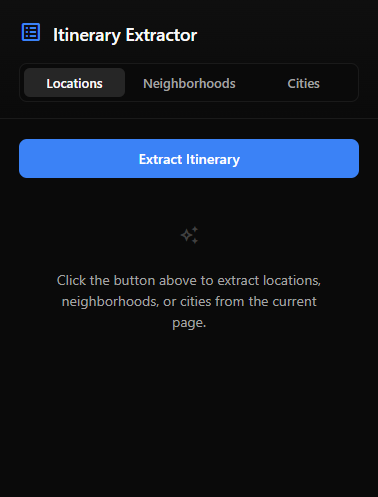 Itinerary Extractor
Locations Neighborhoods Cities
Extract Itinerary
Click the button above to extract locations,
neighborhoods, or cities from the current
page.